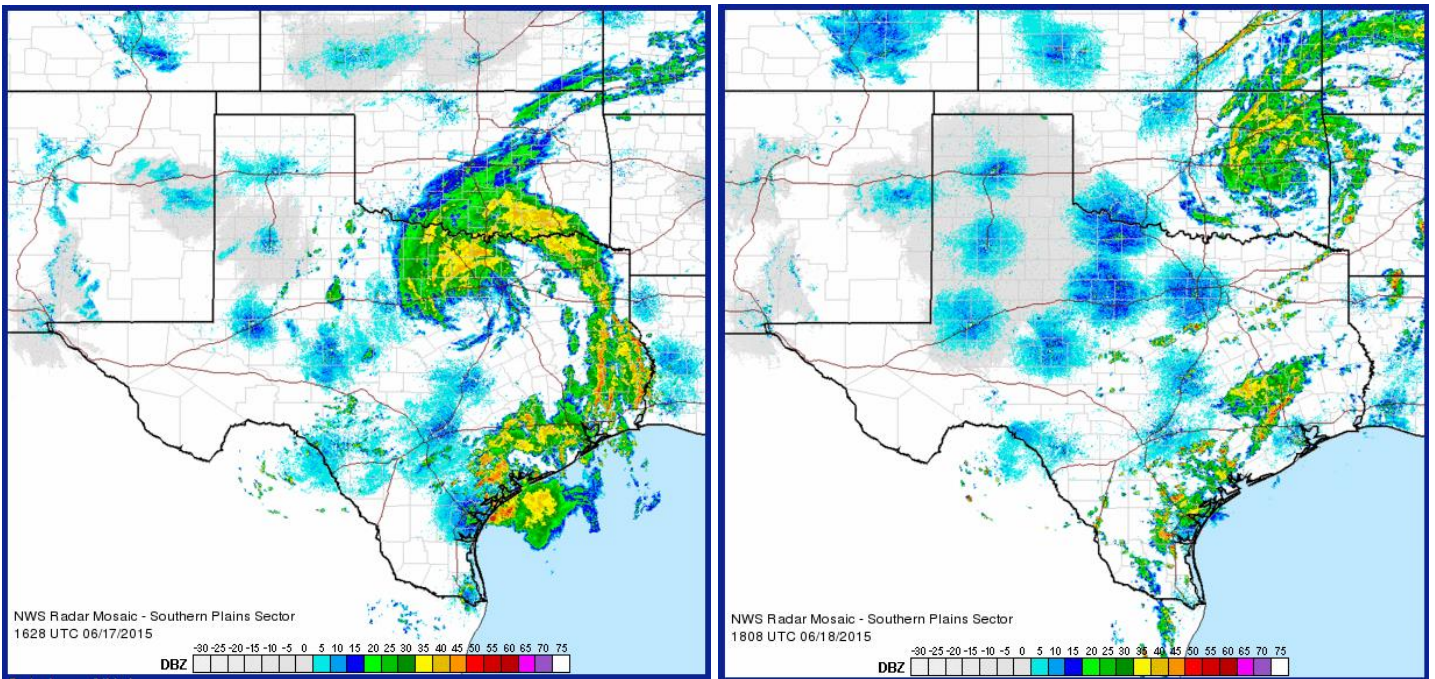 NWS Radar Mosaic - Southern Plains Sector
1628 UTC 06/17/2015
-30 -25 -20 -15 -10 -5 0 5 10 15 20 25 30 35 40 45 50 55 60 65 70 75
DBZ
NWS Radar Mosaic - Southern Plains Sector
1808 UTC 06/18/2015
-30 -25 -20 -15 -10 -5 0 5 10 15 20 25 30 35 40 45 50 55 60 65 70 75
DBZ